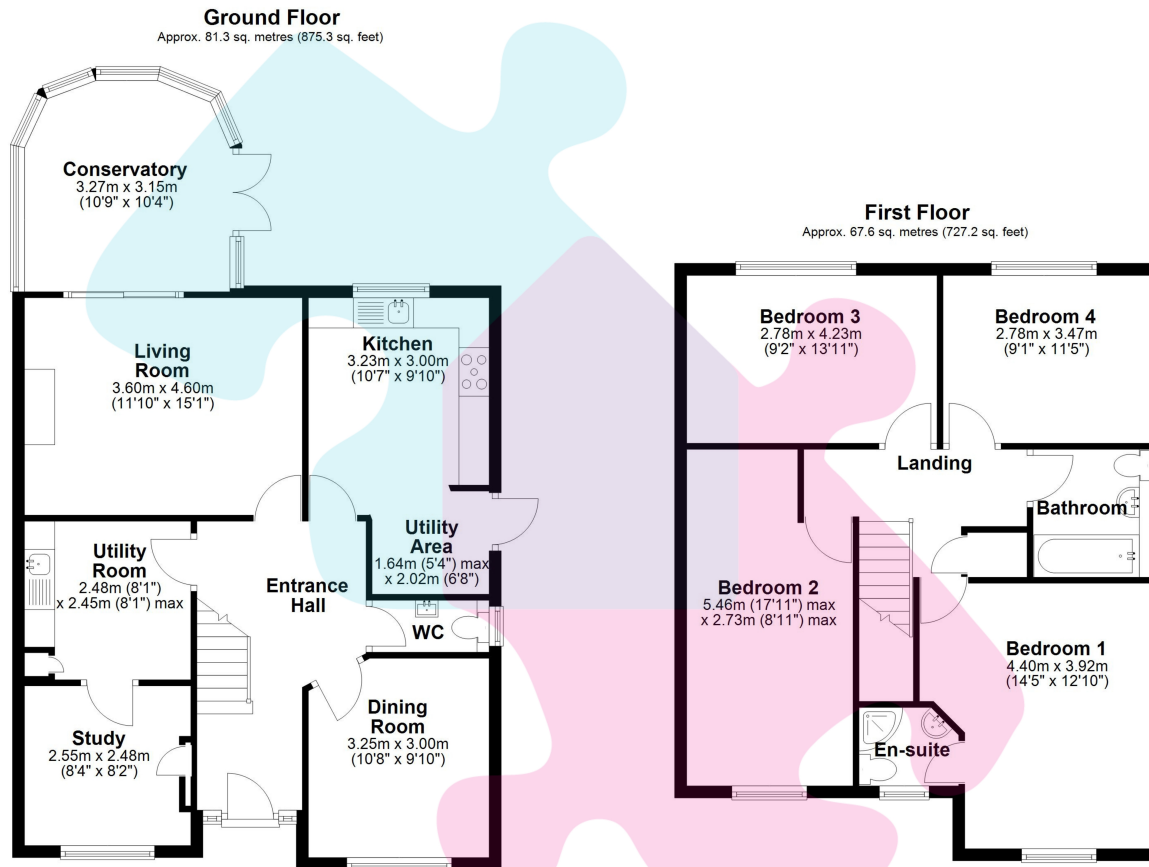 Ground Floor
Approx. 81.3 sq. metres (875.3 sq. feet)
Conservatory
3.27m x 3.15m
(10'9" x 10'4")
Living
Room
3.60m x 4.60m
(11'10" x 15'1")
Kitchen
3.23m x 3.00m
(10'7" x 9'10")
Utility
Area
1.64m (5'4") max
x 2.02m (6'8")
Utility
Room
2.48m (8'1")
x 2.45m (8'1") max
Entrance
Hall
WC
Study
2.55m x 2.48m
(8'4" x 8'2")
Dining
Room
3.25m x 3.00m
(10'8" x 9'10")
First Floor
Approx. 67.6 sq. metres (727.2 sq. feet)
Bedroom 3
2.78m x 4.23m
(9'2" x 13'11")
Bedroom 4
2.78m x 3.47m
(9'1" x 11'5")
Landing
Bathroom
Bedroom 2
5.46m (17'11") max
x 2.73m (8'11") max
Bedroom 1
4.40m x 3.92m
(14'5" x 12'10")
En-suite